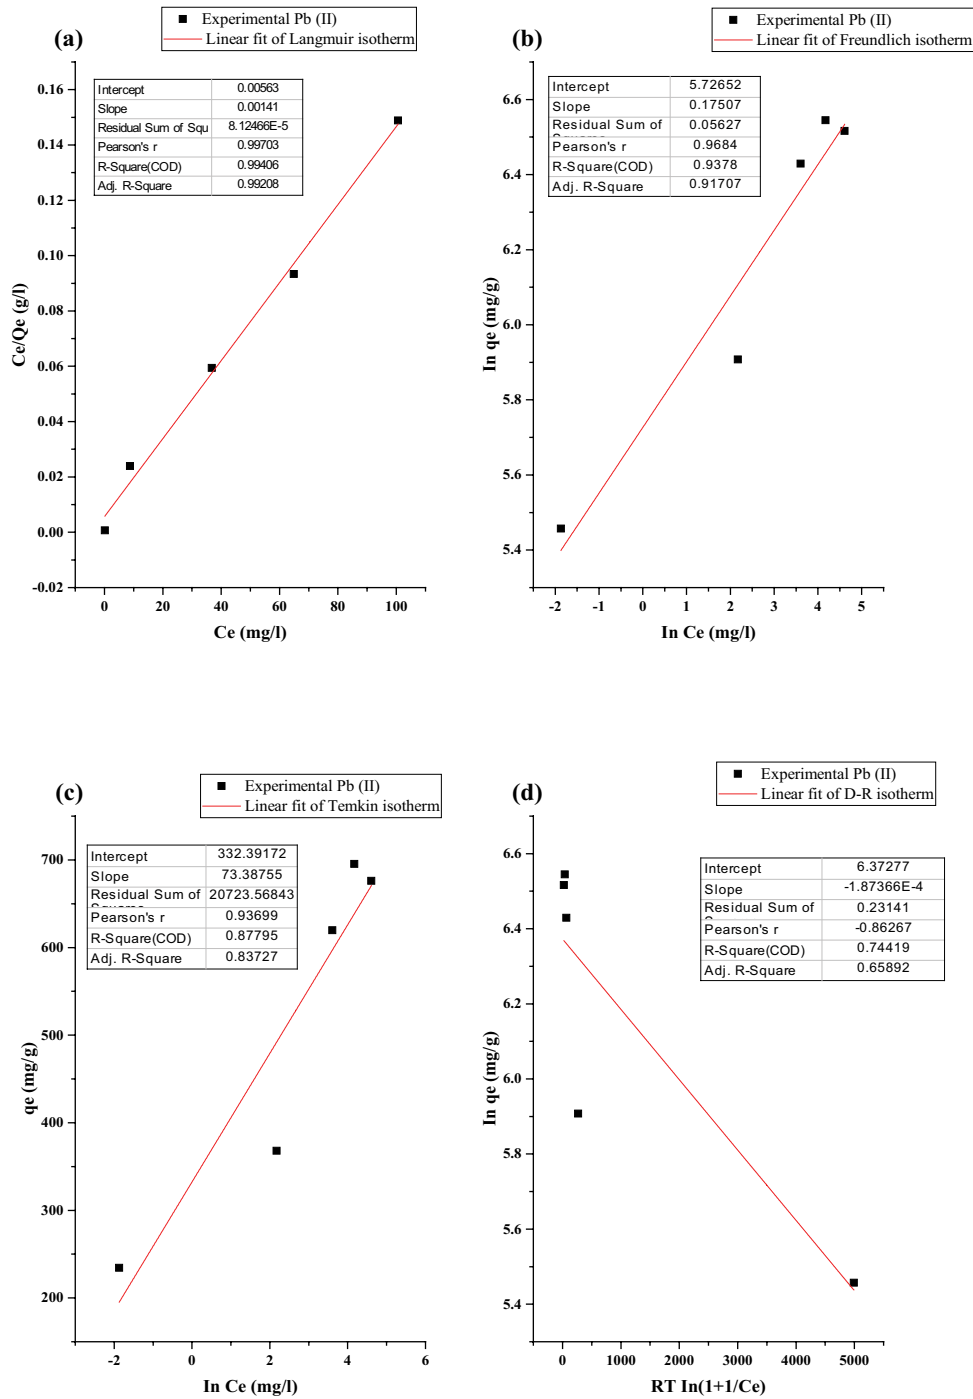 (a)
Experimental Pb (II)
Linear fit of Langmuir isotherm
Intercept 0.00563
Slope 0.00141
Residual Sum of Squ 8.12466E-5
Pearson's r 0.99703
R-Square(COD) 0.99406
Adj. R-Square 0.99208
Ce/Qe (g/l)
0.16
0.14
0.12
0.10
0.08
0.06
0.04
0.02
0.00
-0.02
0 20 40 60 80 100
Ce (mg/l)
(b)
Experimental Pb (II)
Linear fit of Freundlich isotherm
Intercept 5.72652
Slope 0.17507
Residual Sum of 0.05627
Pearson's r 0.9684
R-Square(COD) 0.9378
Adj. R-Square 0.91707
In qe (mg/g)
6.6
6.4
6.2
6.0
5.8
5.6
5.4
-2 -1 0 1 2 3 4 5
In Ce (mg/l)
(c)
Experimental Pb (II)
Linear fit of Temkin isotherm
Intercept 332.39172
Slope 73.38755
Residual Sum of 20723.56843
Pearson's r 0.93699
R-Square(COD) 0.87795
Adj. R-Square 0.83727
qe (mg/g)
700
600
500
400
300
200
-2 0 2 4 6
In Ce (mg/l)
(d)
Experimental Pb (II)
Linear fit of D-R isotherm
Intercept 6.37277
Slope -1.87366E-4
Residual Sum of 0.23141
Pearson's r -0.86267
R-Square(COD) 0.74419
Adj. R-Square 0.65892
In qe (mg/g)
6.6
6.4
6.2
6.0
5.8
5.6
5.4
0 1000 2000 3000 4000 5000
RT In(1+1/Ce)